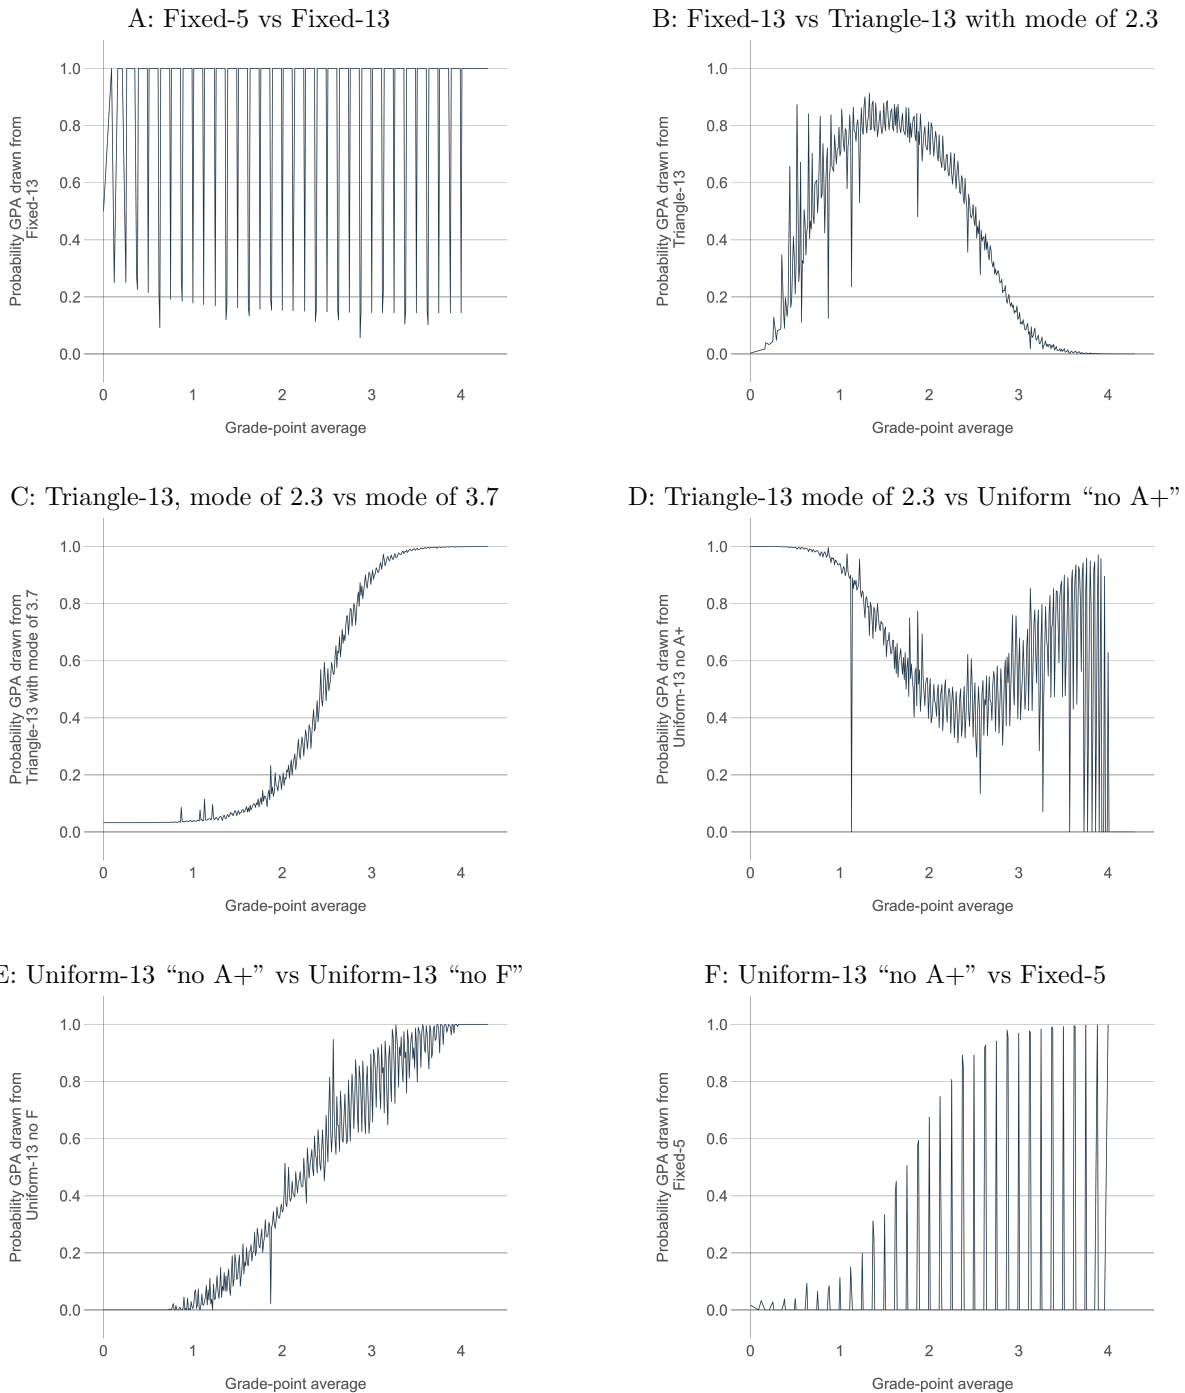 A: Fixed-5 vs Fixed-13
Probability GPA drawn from
Fixed-13
1.0
0.8
0.6
0.4
0.2
0.0
0 1 2 3 4
Grade-point average
B: Fixed-13 vs Triangle-13 with mode of 2.3
Probability GPA drawn from
Triangle-13
1.0
0.8
0.6
0.4
0.2
0.0
0 1 2 3 4
Grade-point average
C: Triangle-13, mode of 2.3 vs mode of 3.7
Probability GPA drawn from
Triangle-13 with mode of 3.7
1.0
0.8
0.6
0.4
0.2
0.0
0 1 2 3 4
Grade-point average
D: Triangle-13 mode of 2.3 vs Uniform “no A+”
Probability GPA drawn from
Uniform-13 no A+
1.0
0.8
0.6
0.4
0.2
0.0
0 1 2 3 4
Grade-point average
E: Uniform-13 “no A+” vs Uniform-13 “no F”
Probability GPA drawn from
Uniform-13 no F
1.0
0.8
0.6
0.4
0.2
0.0
0 1 2 3 4
Grade-point average
F: Uniform-13 “no A+” vs Fixed-5
Probability GPA drawn from
Fixed-5
1.0
0.8
0.6
0.4
0.2
0.0
0 1 2 3 4
Grade-point average